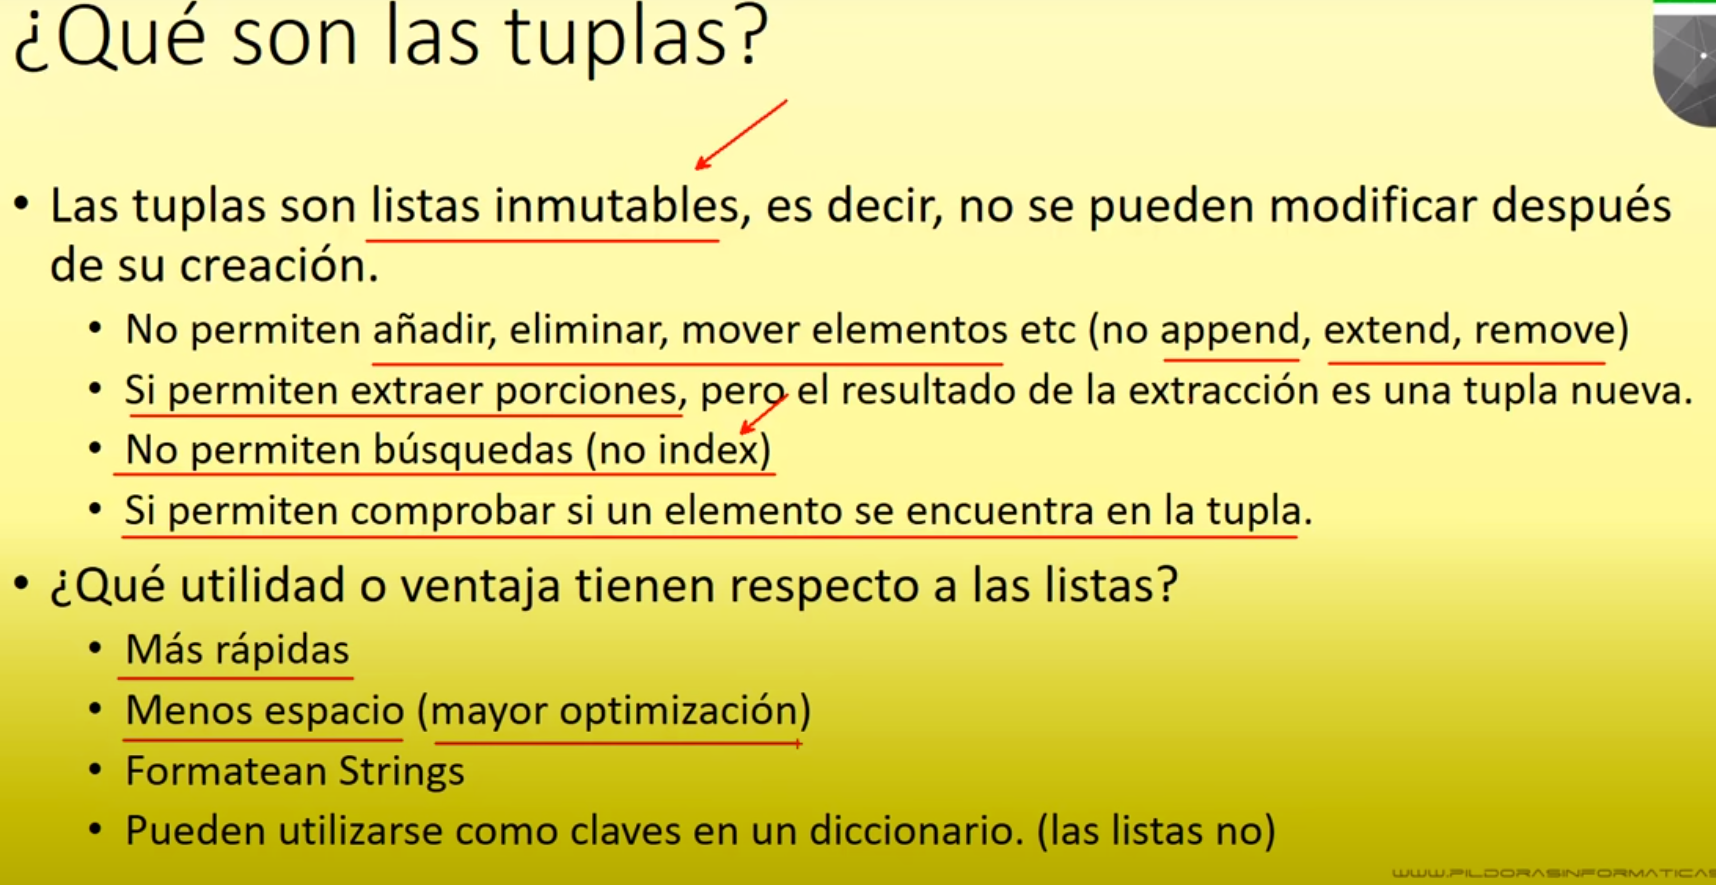 ¿Qué son las tuplas?
• Las tuplas son listas inmutables, es decir, no se pueden modificar después
de su creación.
• No permiten añadir, eliminar, mover elementos etc (no append, extend, remove)
• Si permiten extraer porciones, pero el resultado de la extracción es una tupla nueva.
• No permiten búsquedas (no index)
• Si permiten comprobar si un elemento se encuentra en la tupla.
• ¿Qué utilidad o ventaja tienen respecto a las listas?
• Más rápidas
• Menos espacio (mayor optimización)
• Formatean Strings
• Pueden utilizarse como claves en un diccionario. (las listas no)
WWW.PILDORASINFORMATICAS